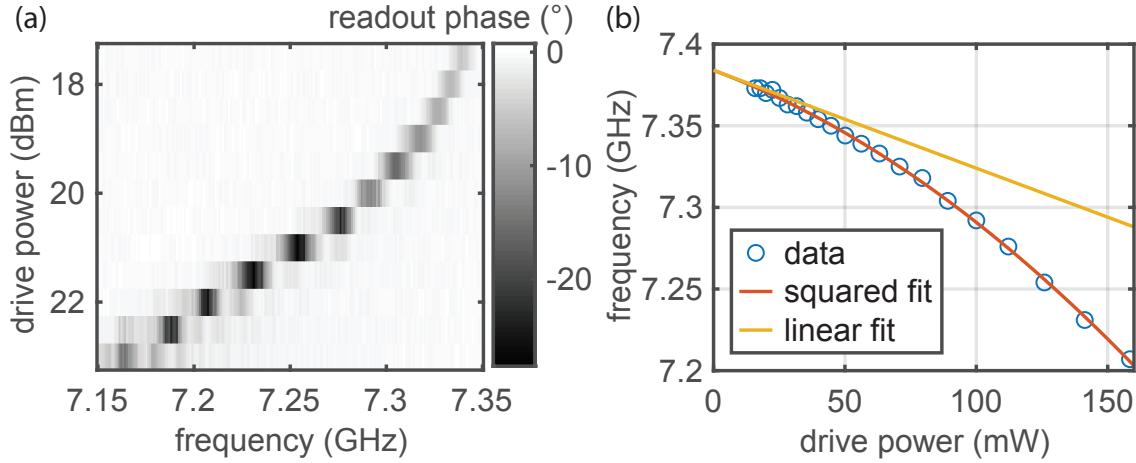 (a)
readout phase (°)
drive power (dBm)
18
20
22
7.15 7.2 7.25 7.3 7.35
frequency (GHz)
0
-10
-20
(b)
frequency (GHz)
7.4
7.35
7.3
7.25
7.2
data
squared fit
linear fit
0 50 100 150
drive power (mW)